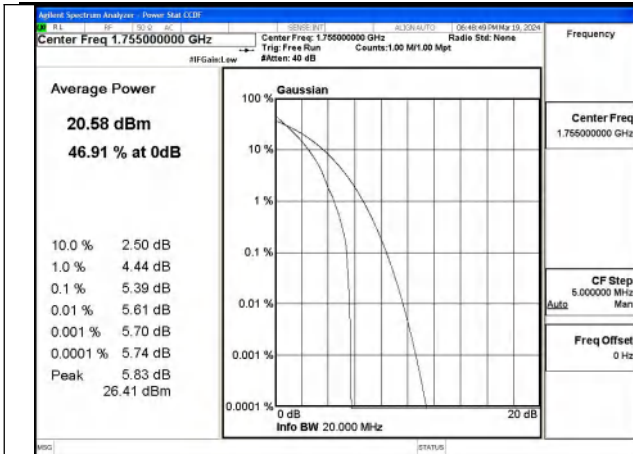 Agilent Spectrum Analyzer - Power Stat CCDF
RL RF 50 Ω AC SENSE:INT ALIGNAUTO 06:48:49 PM Mar 19, 2024
Center Freq 1.755000000 GHz
Center Freq: 1.755000000 GHz Radio Std: None
Trig: Free Run Counts:1.00 M/1.00 Mpt
#IFGain:Low #Atten: 40 dB
Frequency
Average Power
20.58 dBm
46.91 % at 0dB
10.0 % 2.50 dB
1.0 % 4.44 dB
0.1 % 5.39 dB
0.01 % 5.61 dB
0.001 % 5.70 dB
0.0001 % 5.74 dB
Peak 5.83 dB
26.41 dBm
Gaussian
100 %
10 %
1 %
0.1 %
0.01 %
0.001 %
0.0001 %
0 dB 20 dB
Info BW 20.000 MHz
Center Freq
1.755000000 GHz
CF Step
5.000000 MHz
Auto Man
Freq Offset
0 Hz
MSG STATUS